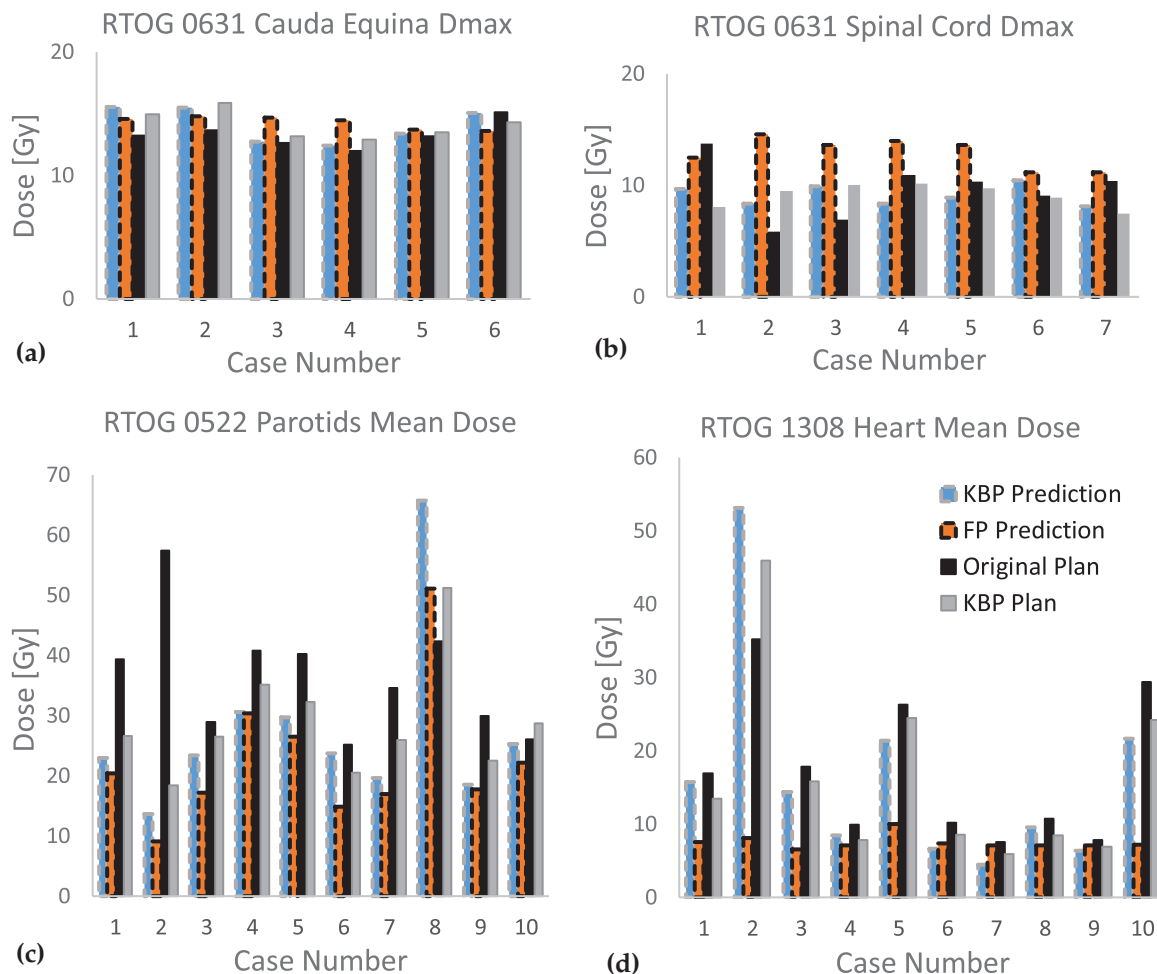 RTOG 0631 Cauda Equina Dmax
20
10
0
Dose [Gy]
1 2 3 4 5 6
Case Number
(a)
RTOG 0631 Spinal Cord Dmax
20
10
0
Dose [Gy]
1 2 3 4 5 6 7
Case Number
(b)
RTOG 0522 Parotids Mean Dose
70
60
50
40
30
20
10
0
Dose [Gy]
1 2 3 4 5 6 7 8 9 10
Case Number
(c)
RTOG 1308 Heart Mean Dose
60
50
40
30
20
10
0
Dose [Gy]
KBP Prediction
FP Prediction
Original Plan
KBP Plan
1 2 3 4 5 6 7 8 9 10
Case Number
(d)